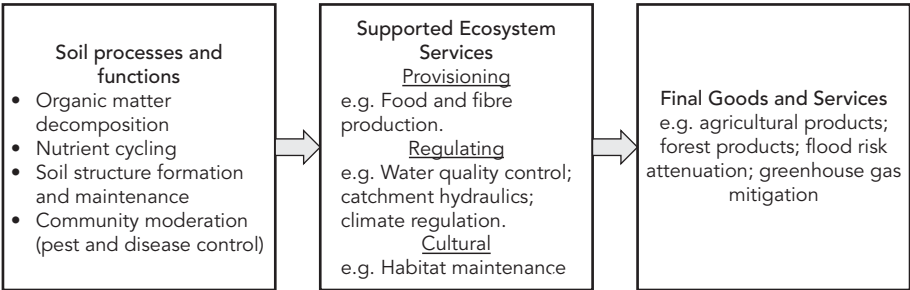 Soil processes and
functions
• Organic matter
decomposition
• Nutrient cycling
• Soil structure formation
and maintenance
• Community moderation
(pest and disease control)
Supported Ecosystem
Services
Provisioning
e.g. Food and fibre
production.
Regulating
e.g. Water quality control;
catchment hydraulics;
climate regulation.
Cultural
e.g. Habitat maintenance
Final Goods and Services
e.g. agricultural products;
forest products; flood risk
attenuation; greenhouse gas
mitigation